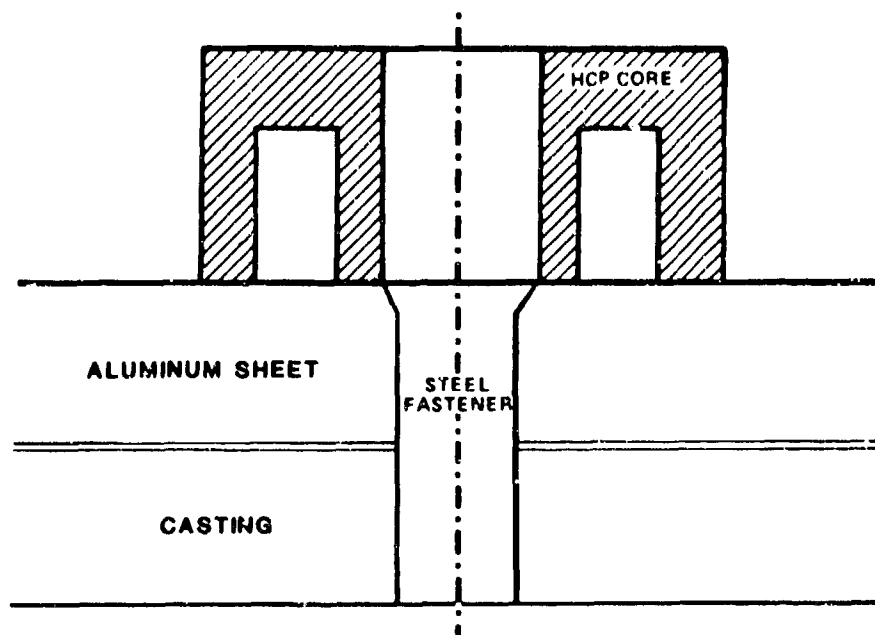 HCP CORE
ALUMINUM SHEET
STEEL
FASTENER
CASTING